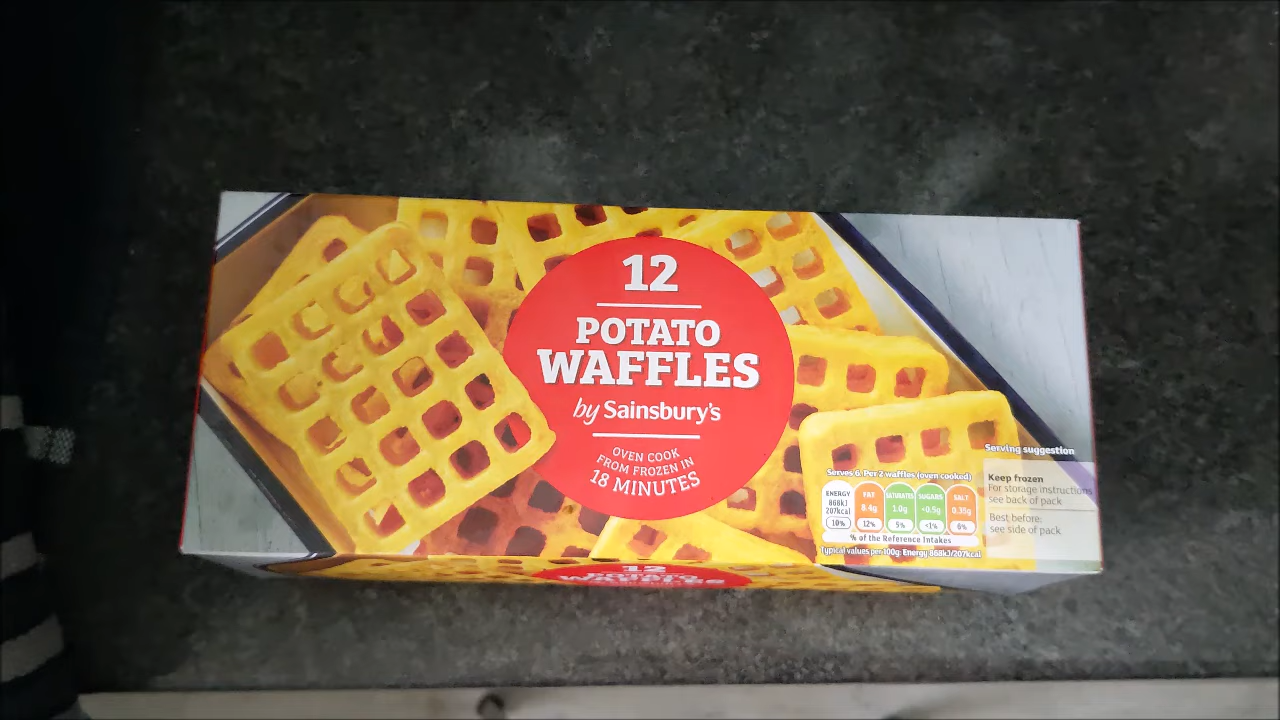 12
POTATO
WAFFLES
by Sainsbury's
OVEN COOK
FROM FROZEN IN
18 MINUTES
Serving suggestion
Keep frozen
For storage instructions
see back of pack
Best before:
see side of pack
Serves 6. Per 2 waffles (oven cooked)
ENERGY FAT SATURATES SUGARS SALT
868kJ 8.4g 1.0g <0.5g 0.35g
207kcal
10% 12% 5% <1% 6%
% of the Reference Intakes
Typical values per 100g: Energy 868kJ/207kcal
12
POTATO
WAFFLES